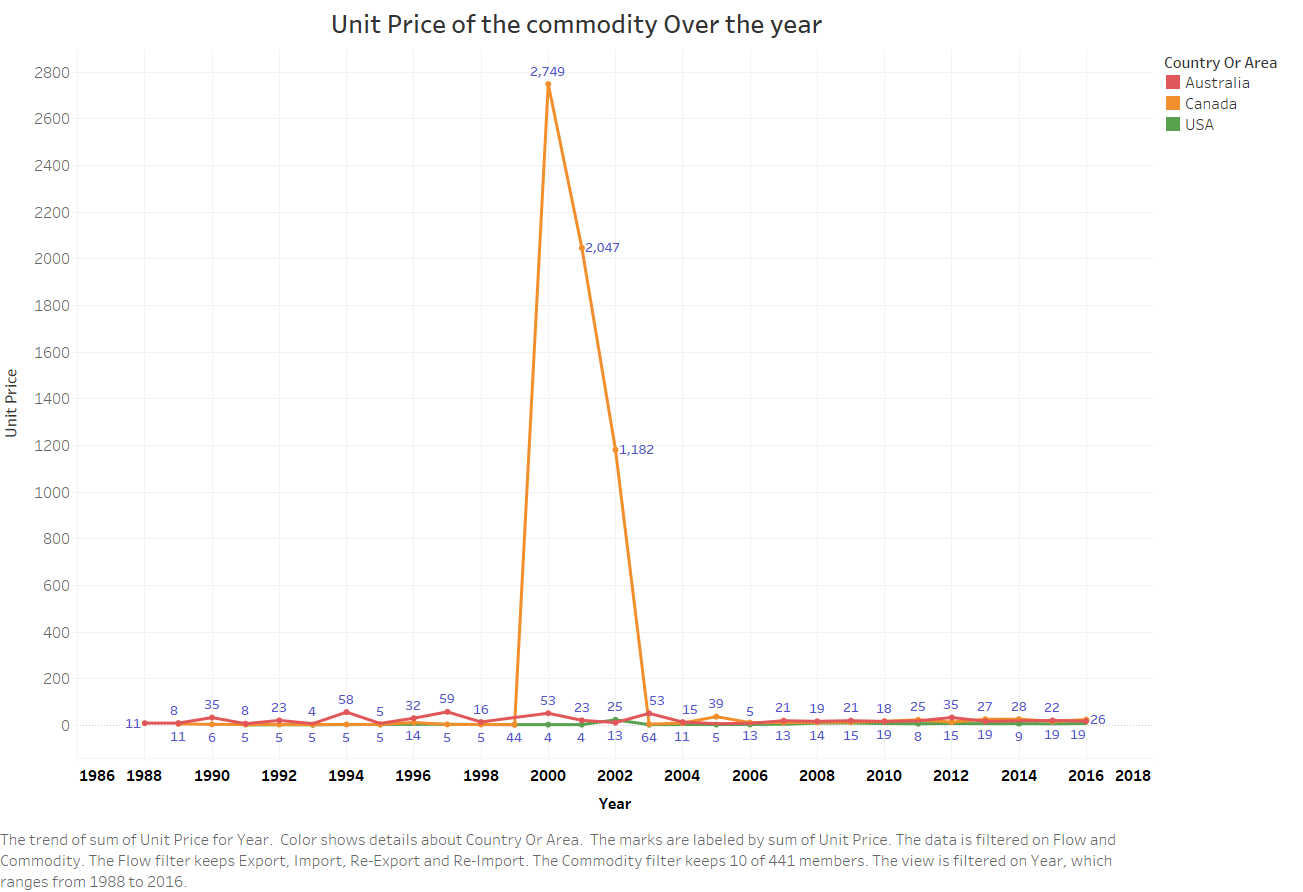 Unit Price of the commodity Over the year
Country Or Area
Australia
Canada
USA
Unit Price
2800
2600
2400
2200
2000
1800
1600
1400
1200
1000
800
600
400
200
0
2,749
2,047
1,182
11 8 35 8 23 4 58 5 32 59 16 53 23 25 53 15 39 5 21 19 21 18 25 35 27 28 22 26
11 6 5 5 5 5 14 5 5 44 4 4 13 64 11 5 13 13 14 15 19 8 15 19 9 19 19
1986 1988 1990 1992 1994 1996 1998 2000 2002 2004 2006 2008 2010 2012 2014 2016 2018
Year
The trend of sum of Unit Price for Year. Color shows details about Country Or Area. The marks are labeled by sum of Unit Price. The data is filtered on Flow and
Commodity. The Flow filter keeps Export, Import, Re-Export and Re-Import. The Commodity filter keeps 10 of 441 members. The view is filtered on Year, which
ranges from 1988 to 2016.